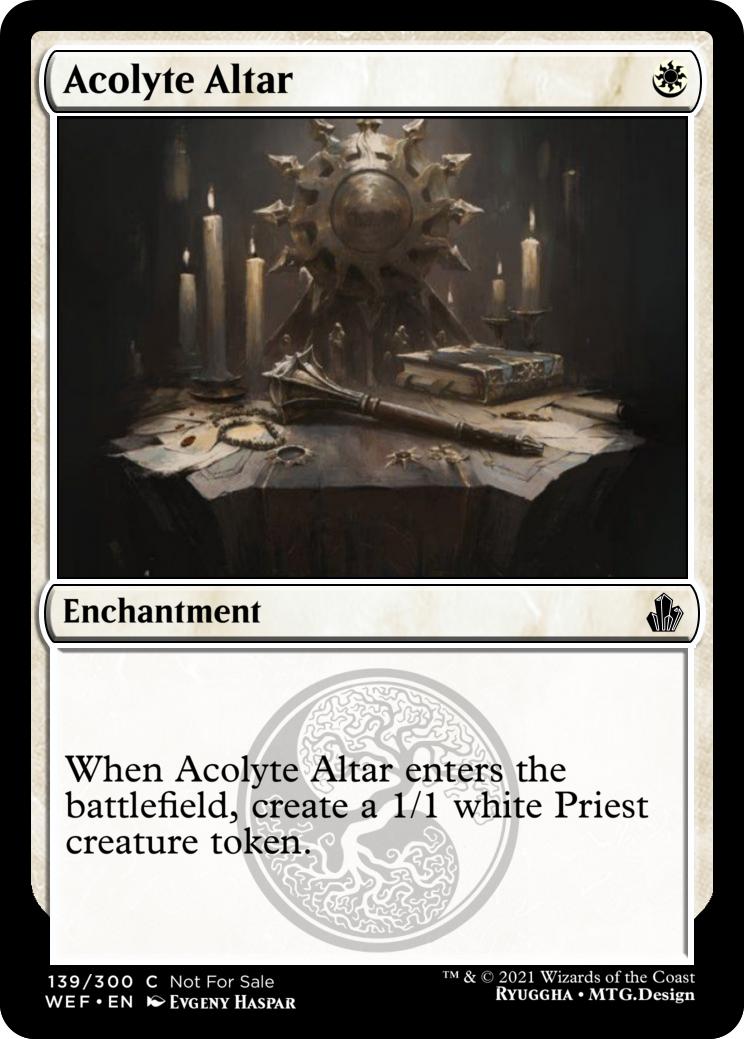 Acolyte Altar
Enchantment
When Acolyte Altar enters the
battlefield, create a 1/1 white Priest
creature token.
139/300 C Not For Sale
WEF • EN Evgeny Haspar
™ & © 2021 Wizards of the Coast
Ryuggha • MTG.Design